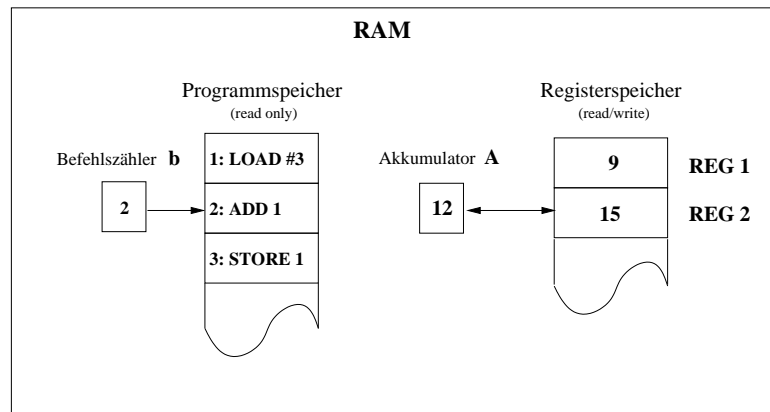 RAM
Programmspeicher
(read only)
Registerspeicher
(read/write)
Befehlszähler b
2
1: LOAD #3
2: ADD 1
3: STORE 1
Akkumulator A
12
9
REG 1
15
REG 2